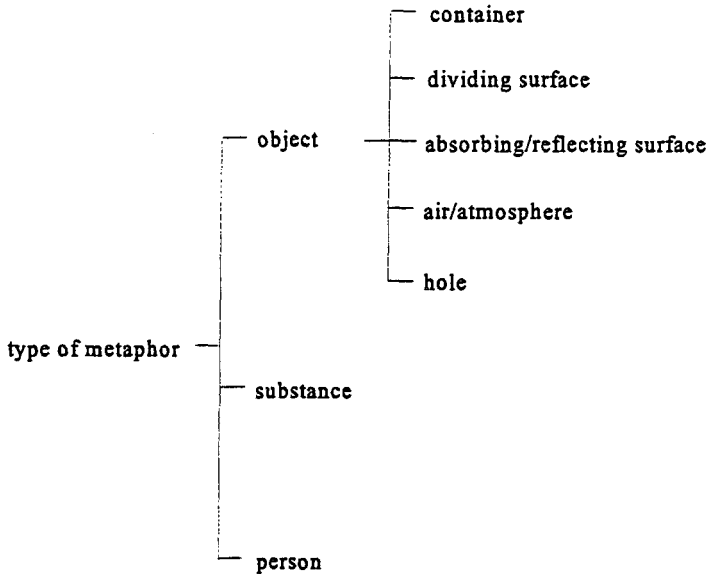 container
dividing surface
object
absorbing/reflecting surface
air/atmosphere
hole
type of metaphor
substance
person